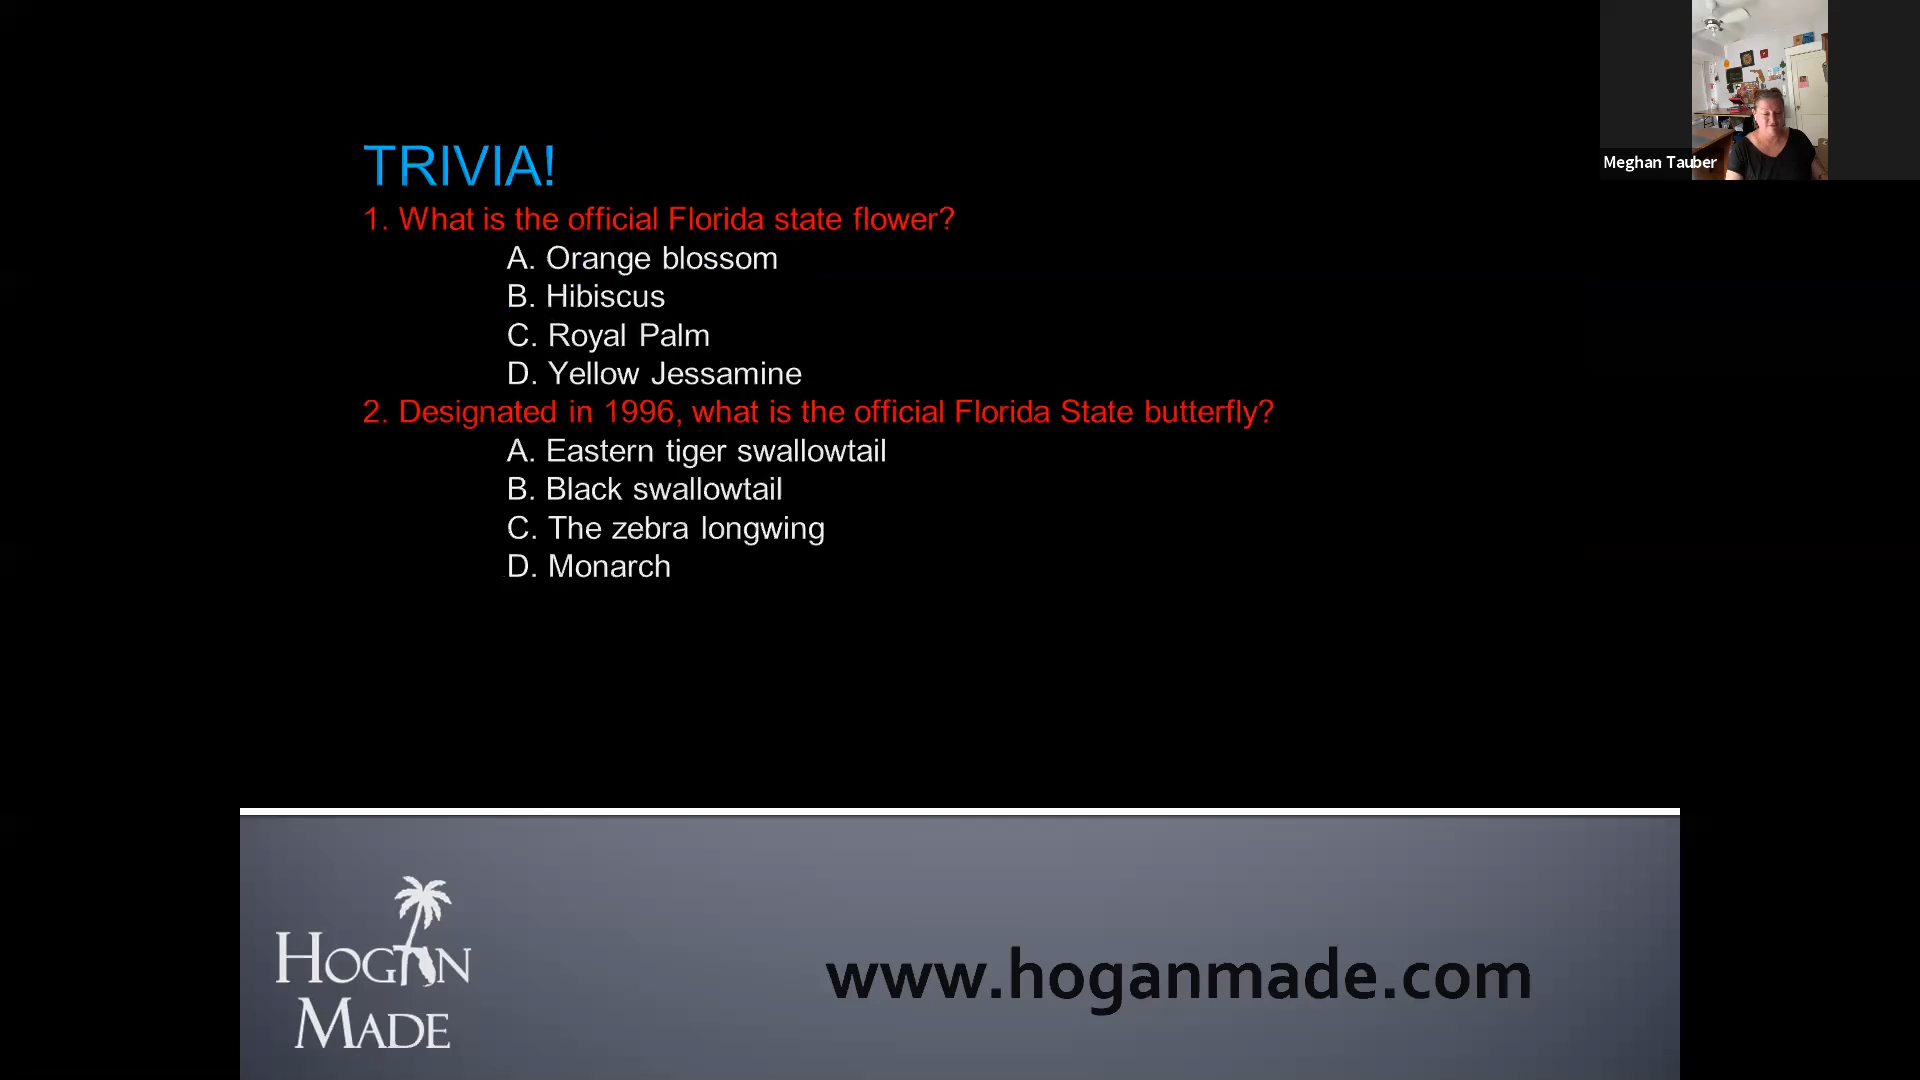 TRIVIA!
1. What is the official Florida state flower?
A. Orange blossom
B. Hibiscus
C. Royal Palm
D. Yellow Jessamine
2. Designated in 1996, what is the official Florida State butterfly?
A. Eastern tiger swallowtail
B. Black swallowtail
C. The zebra longwing
D. Monarch
Meghan Tauber
HOGAN
MADE
www.hoganmade.com